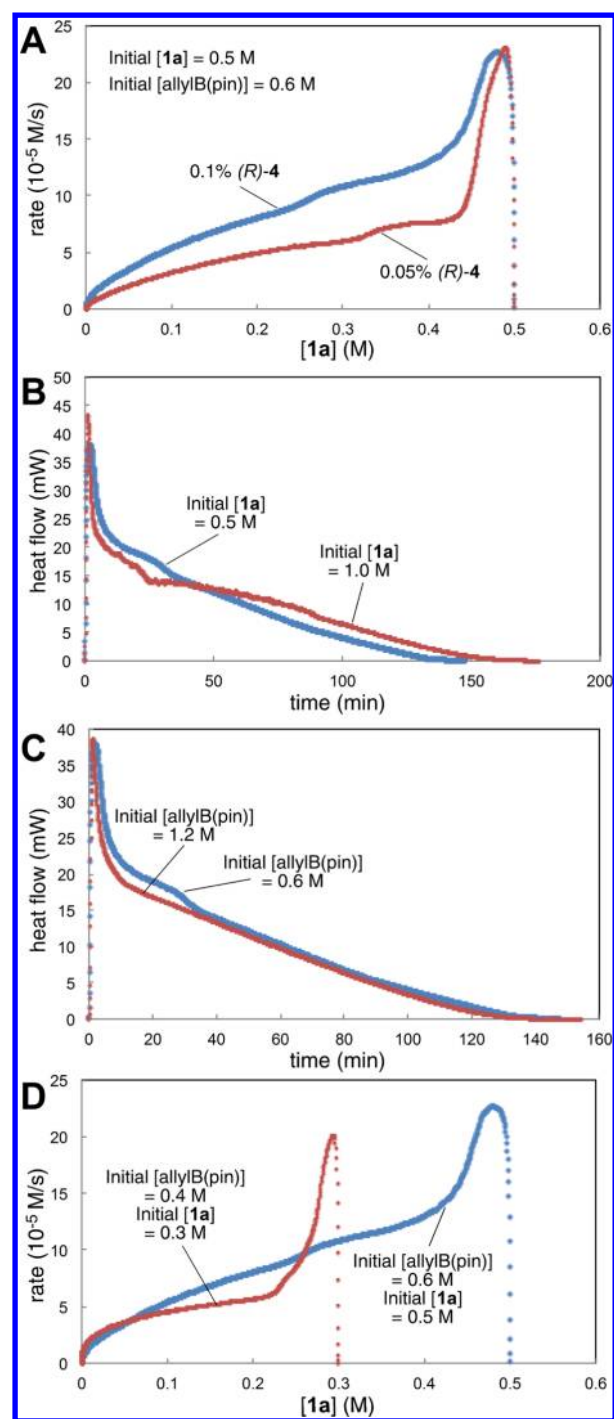 A
Initial [1a] = 0.5 M
Initial [allylB(pin)] = 0.6 M
0.1% (R)-4
0.05% (R)-4
rate (10⁻⁵ M/s)
25
20
15
10
5
0
0 0.1 0.2 0.3 0.4 0.5 0.6
[1a] (M)
B
Initial [1a]
= 0.5 M
Initial [1a]
= 1.0 M
heat flow (mW)
50
45
40
35
30
25
20
15
10
5
0
0 50 100 150 200
time (min)
C
Initial [allylB(pin)]
= 1.2 M
Initial [allylB(pin)]
= 0.6 M
heat flow (mW)
40
35
30
25
20
15
10
5
0
0 20 40 60 80 100 120 140 160
time (min)
D
Initial [allylB(pin)]
= 0.4 M
Initial [1a]
= 0.3 M
Initial [allylB(pin)]
= 0.6 M
Initial [1a]
= 0.5 M
rate (10⁻⁵ M/s)
25
20
15
10
5
0
0 0.1 0.2 0.3 0.4 0.5 0.6
[1a] (M)